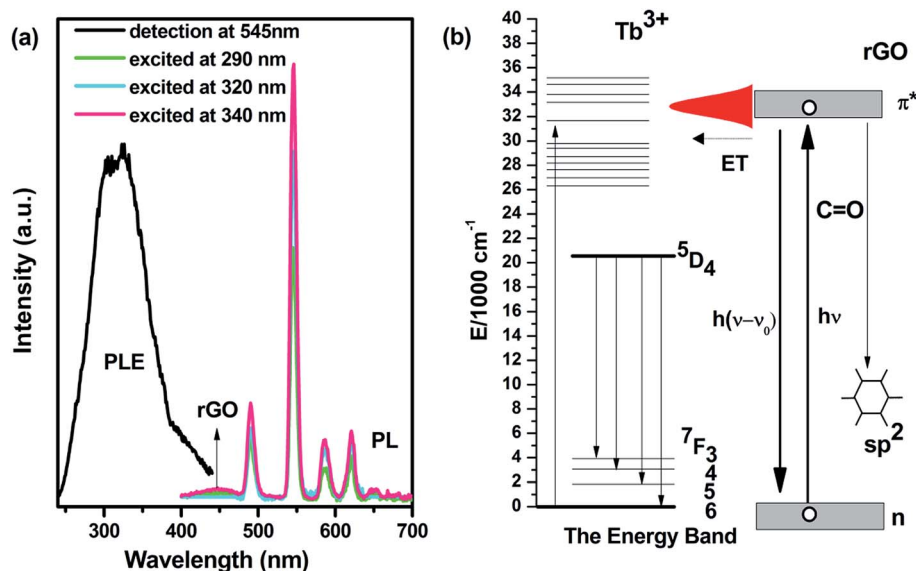 (a)
detection at 545nm
excited at 290 nm
excited at 320 nm
excited at 340 nm
Intensity (a.u.)
PLE
rGO
PL
300 400 500 600 700
Wavelength (nm)
(b)
Tb3+
rGO
E/1000 cm-1
40
38
36
34
32
30
28
26
24
22
20
18
16
14
12
10
8
6
4
2
0
π*
ET
C=O
5D4
h(ν−ν0)
hν
sp2
7F3
4
5
6
n
The Energy Band